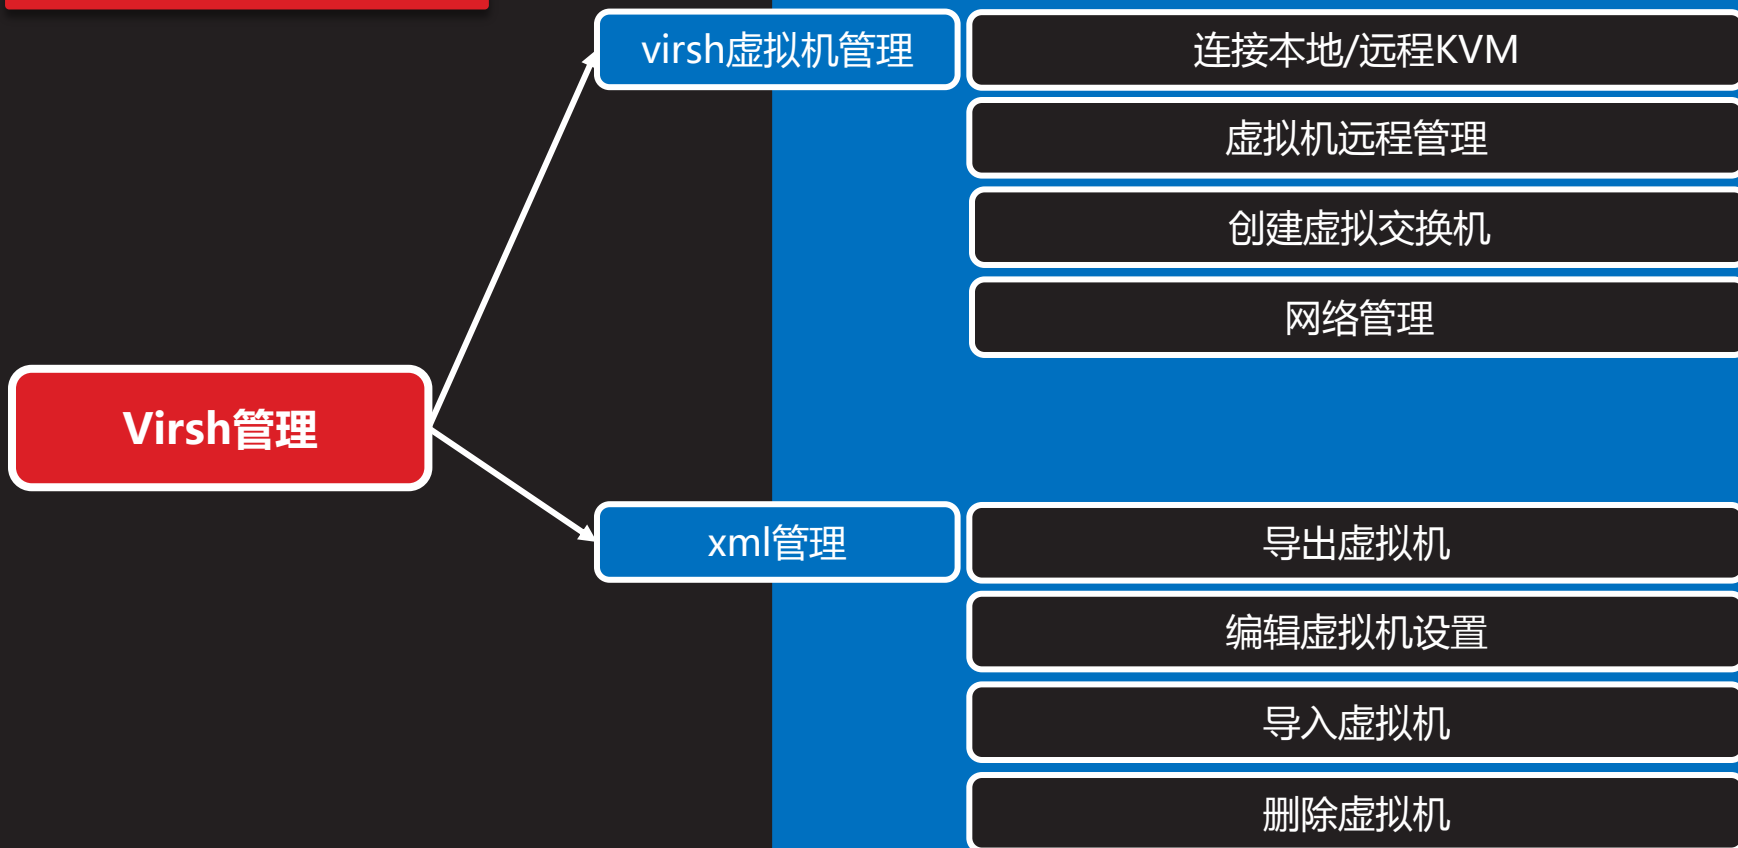 virsh虚拟机管理
连接本地/远程KVM
虚拟机远程管理
创建虚拟交换机
网络管理
Virsh管理
xml管理
导出虚拟机
编辑虚拟机设置
导入虚拟机
删除虚拟机